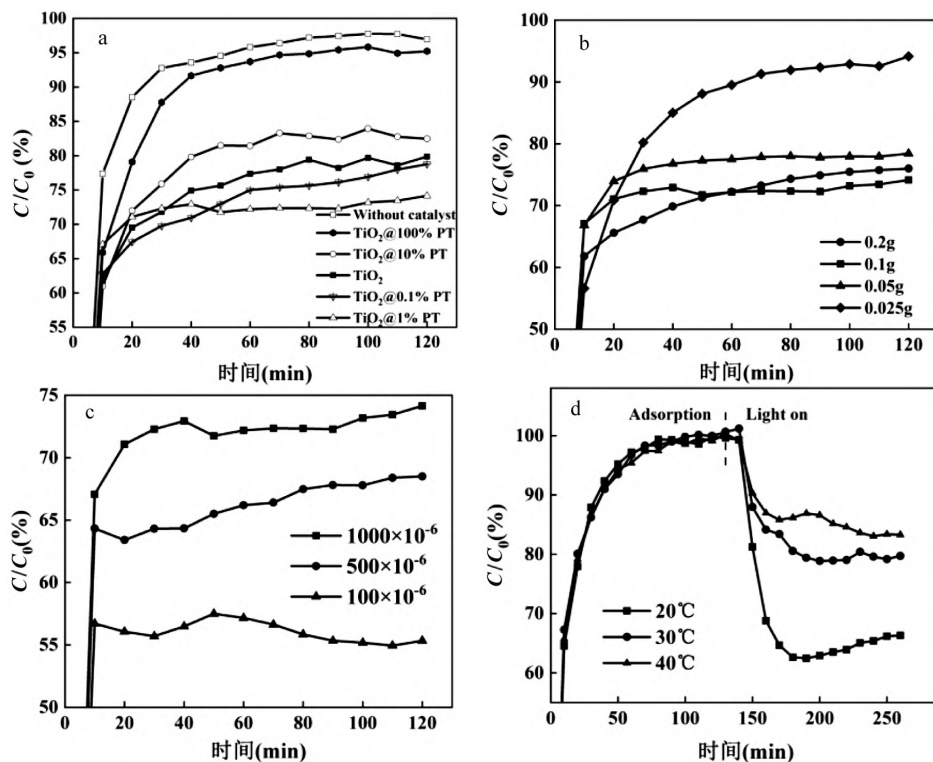 a
C/C₀(%)
100
95
90
85
80
75
70
65
60
55
Without catalyst
TiO₂@100% PT
TiO₂@10% PT
TiO₂
TiO₂@0.1% PT
TiO₂@1% PT
0 20 40 60 80 100 120
时间(min)
b
C/C₀(%)
100
90
80
70
60
50
0.2g
0.1g
0.05g
0.025g
0 20 40 60 80 100 120
时间(min)
c
C/C₀(%)
75
70
65
60
55
50
1000×10⁻⁶
500×10⁻⁶
100×10⁻⁶
0 20 40 60 80 100 120
时间(min)
d
C/C₀(%)
Adsorption Light on
100
90
80
70
60
20℃
30℃
40℃
0 50 100 150 200 250
时间(min)